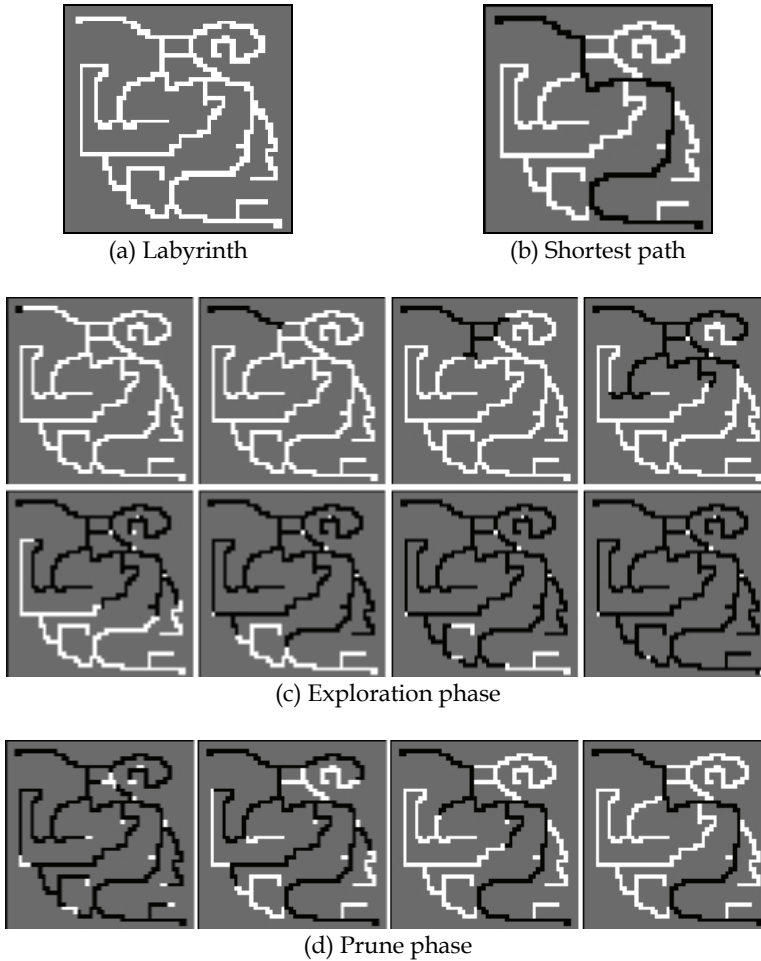 (a) Labyrinth
(b) Shortest path
(c) Exploration phase
(d) Prune phase